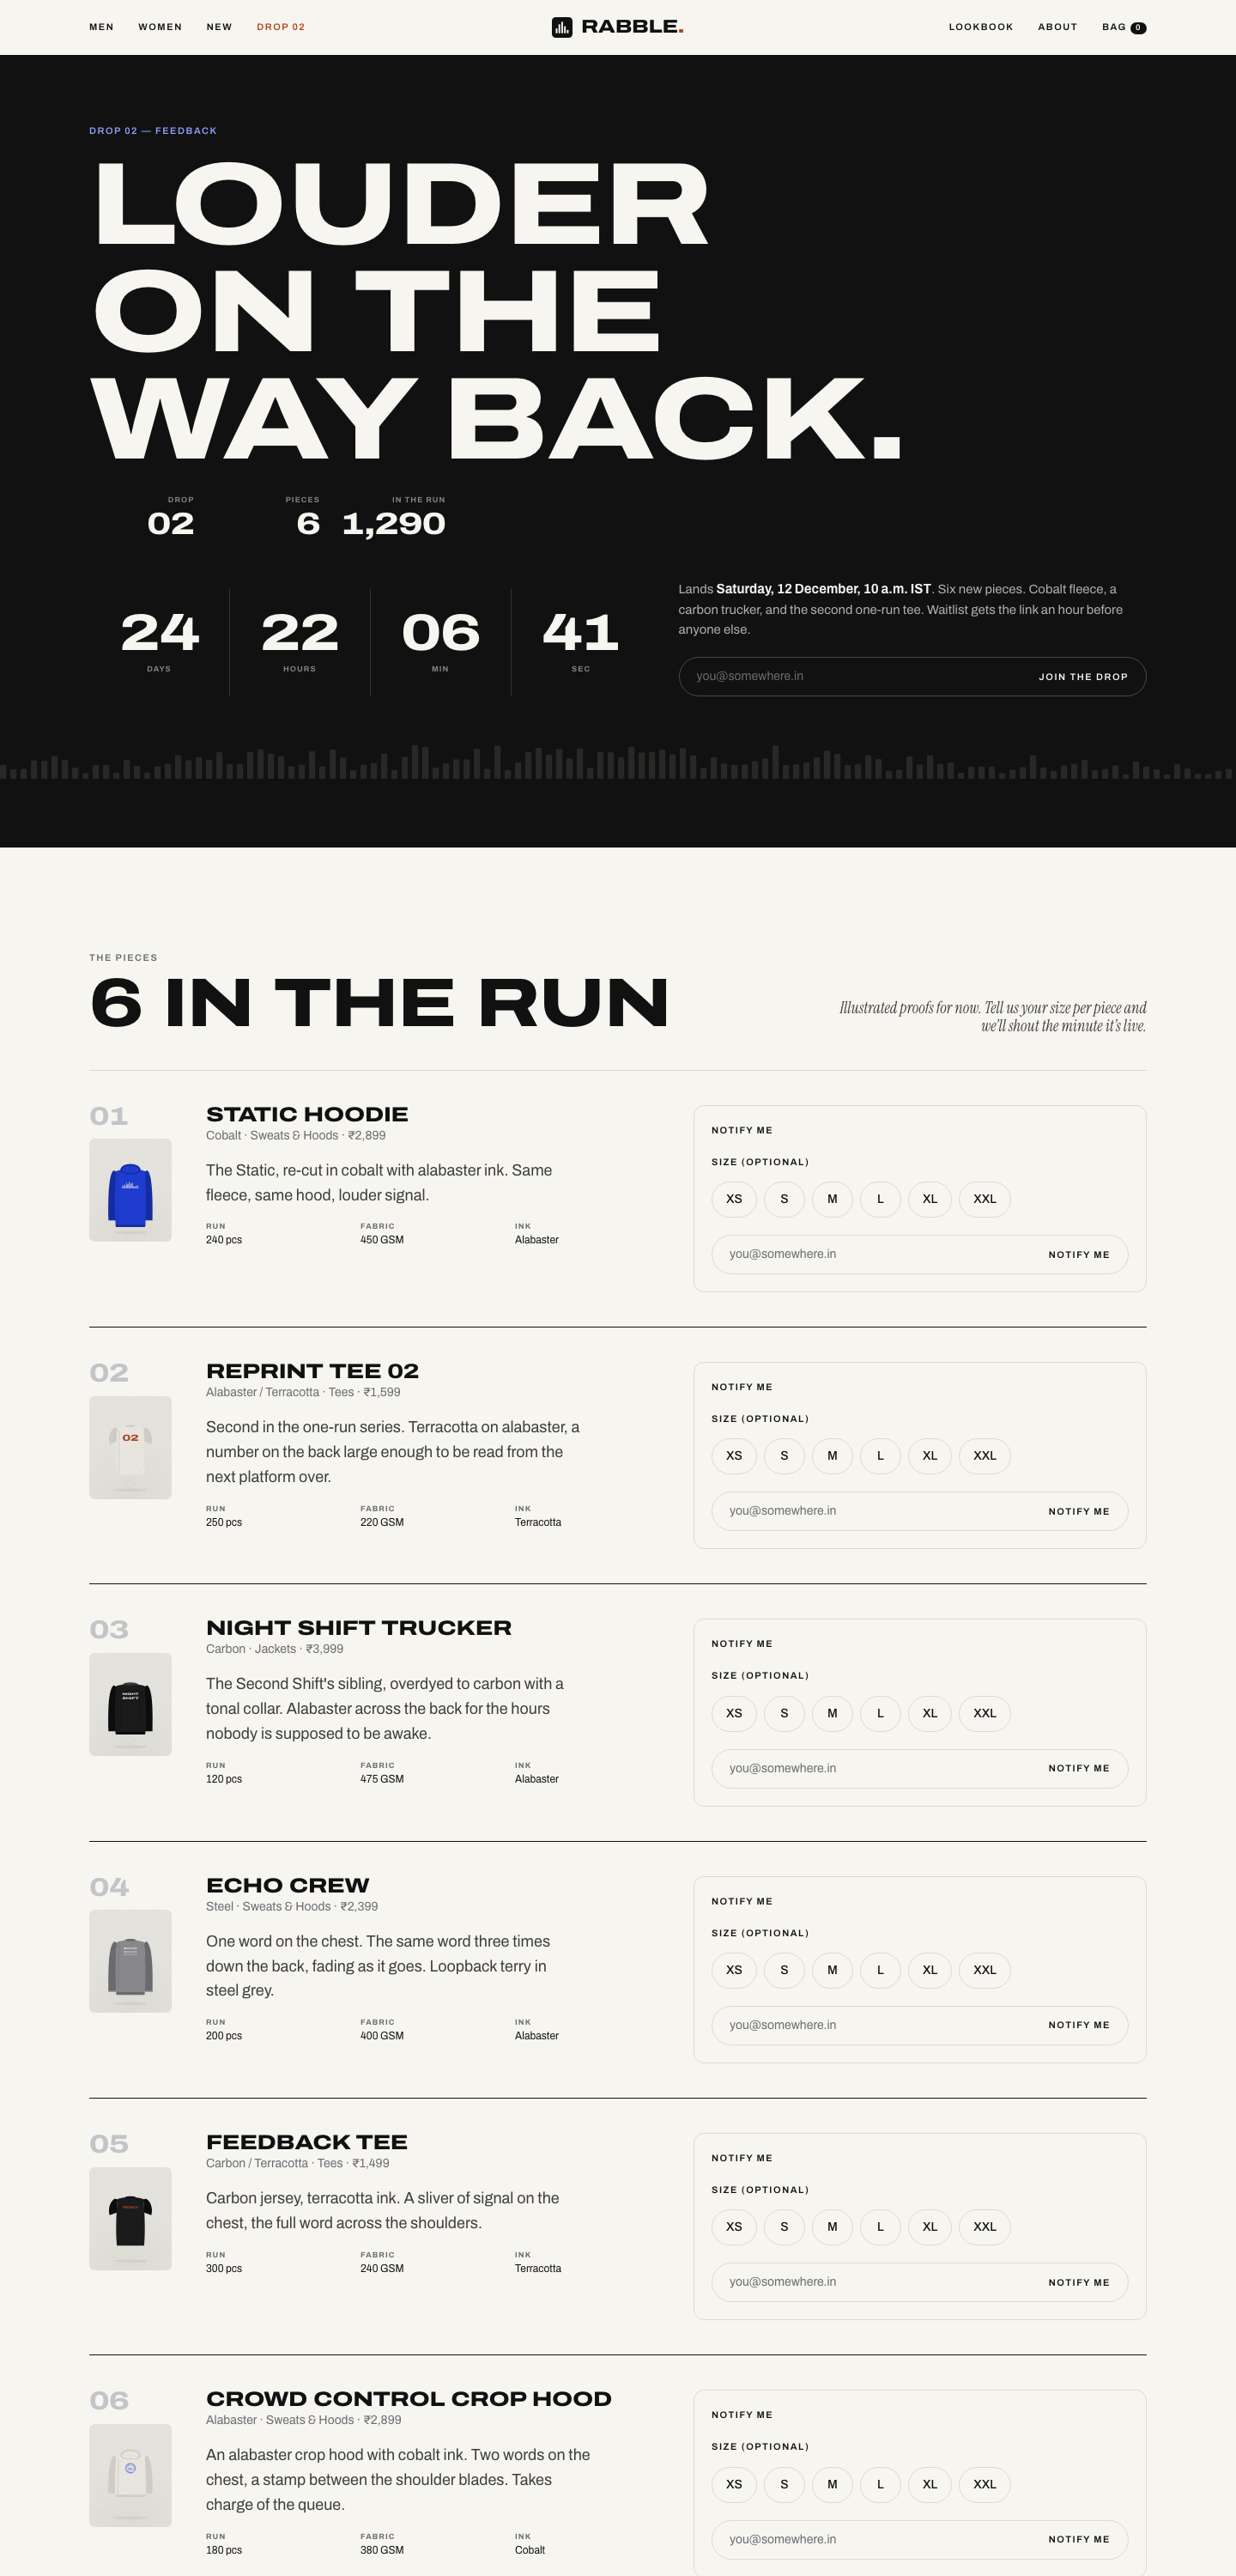 MEN WOMEN NEW DROP 02 RABBLE. LOOKBOOK ABOUT BAG 0
DROP 02 — FEEDBACK
LOUDER
ON THE
WAY BACK.
DROP PIECES IN THE RUN
02 6 1,290
24 22 06 41
DAYS HOURS MIN SEC
Lands Saturday, 12 December, 10 a.m. IST. Six new pieces. Cobalt fleece, a
carbon trucker, and the second one-run tee. Waitlist gets the link an hour before
anyone else.
you@somewhere.in JOIN THE DROP
THE PIECES
6 IN THE RUN
Illustrated proofs for now. Tell us your size per piece and
we'll shout the minute it's live.
01
STATIC HOODIE
Cobalt · Sweats & Hoods · ₹2,899
The Static, re-cut in cobalt with alabaster ink. Same
fleece, same hood, louder signal.
RUN FABRIC INK
240 pcs 450 GSM Alabaster
NOTIFY ME
SIZE (OPTIONAL)
XS S M L XL XXL
you@somewhere.in NOTIFY ME
02
02
REPRINT TEE 02
Alabaster / Terracotta · Tees · ₹1,599
Second in the one-run series. Terracotta on alabaster, a
number on the back large enough to be read from the
next platform over.
RUN FABRIC INK
250 pcs 220 GSM Terracotta
NOTIFY ME
SIZE (OPTIONAL)
XS S M L XL XXL
you@somewhere.in NOTIFY ME
03
NIGHT
SHIFT
NIGHT SHIFT TRUCKER
Carbon · Jackets · ₹3,999
The Second Shift's sibling, overdyed to carbon with a
tonal collar. Alabaster across the back for the hours
nobody is supposed to be awake.
RUN FABRIC INK
120 pcs 475 GSM Alabaster
NOTIFY ME
SIZE (OPTIONAL)
XS S M L XL XXL
you@somewhere.in NOTIFY ME
04
ECHO CREW
Steel · Sweats & Hoods · ₹2,399
One word on the chest. The same word three times
down the back, fading as it goes. Loopback terry in
steel grey.
RUN FABRIC INK
200 pcs 400 GSM Alabaster
NOTIFY ME
SIZE (OPTIONAL)
XS S M L XL XXL
you@somewhere.in NOTIFY ME
05
FEEDBACK TEE
Carbon / Terracotta · Tees · ₹1,499
Carbon jersey, terracotta ink. A sliver of signal on the
chest, the full word across the shoulders.
RUN FABRIC INK
300 pcs 240 GSM Terracotta
NOTIFY ME
SIZE (OPTIONAL)
XS S M L XL XXL
you@somewhere.in NOTIFY ME
06
CROWD CONTROL CROP HOOD
Alabaster · Sweats & Hoods · ₹2,899
An alabaster crop hood with cobalt ink. Two words on the
chest, a stamp between the shoulder blades. Takes
charge of the queue.
RUN FABRIC INK
180 pcs 380 GSM Cobalt
NOTIFY ME
SIZE (OPTIONAL)
XS S M L XL XXL
you@somewhere.in NOTIFY ME